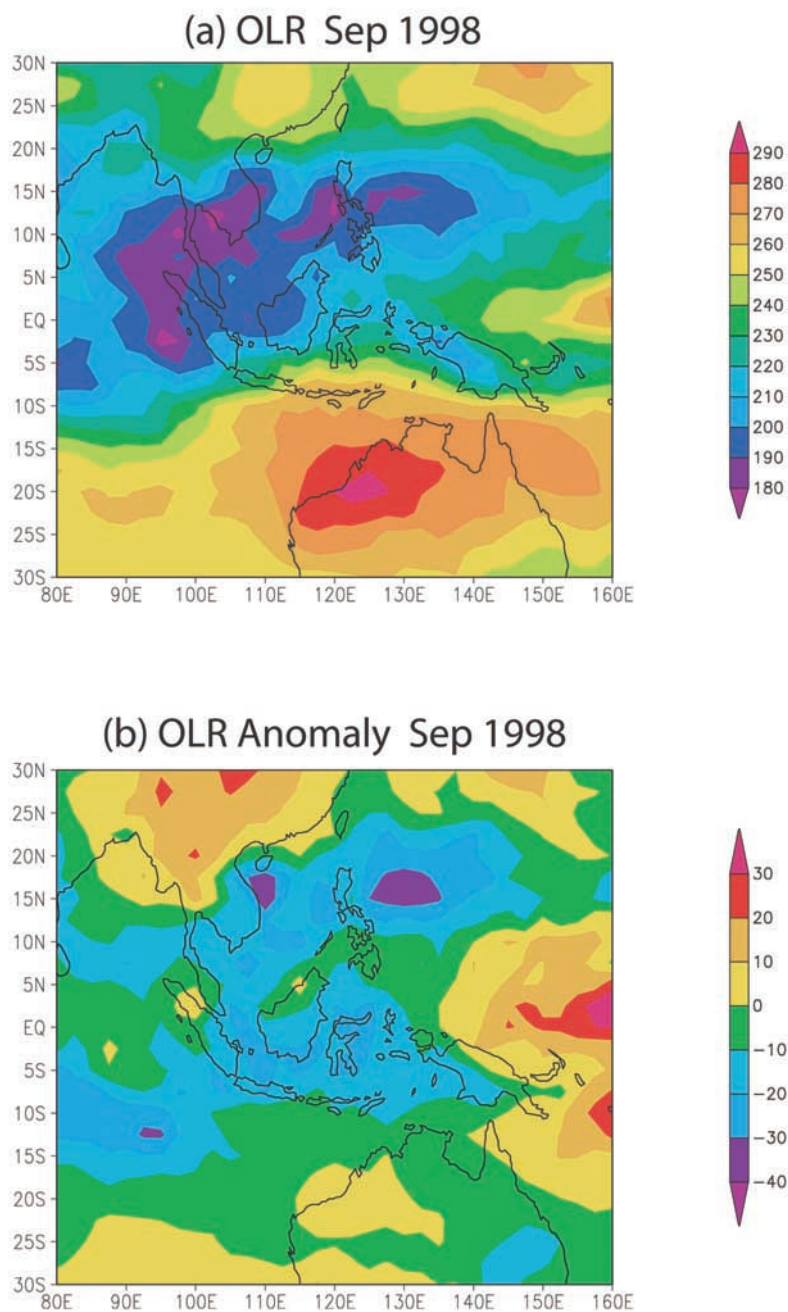 (a) OLR Sep 1998
30N
25N
20N
15N
10N
5N
EQ
5S
10S
15S
20S
25S
30S
80E 90E 100E 110E 120E 130E 140E 150E 160E
290
280
270
260
250
240
230
220
210
200
190
180
(b) OLR Anomaly Sep 1998
30N
25N
20N
15N
10N
5N
EQ
5S
10S
15S
20S
25S
30S
80E 90E 100E 110E 120E 130E 140E 150E 160E
30
20
10
0
−10
−20
−30
−40